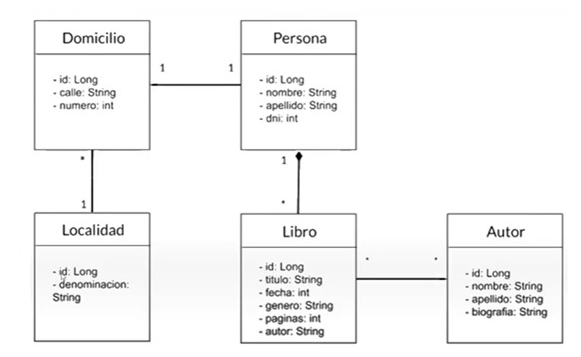 Domicilio
- id: Long
- calle: String
- numero: int
1
1
Persona
- id: Long
- nombre: String
- apellido: String
- dni: int
*
1
1
*
Localidad
- id: Long
- denominacion:
String
Libro
- id: Long
- titulo: String
- fecha: int
- genero: String
- paginas: int
- autor: String
*
*
Autor
- id: Long
- nombre: String
- apellido: String
- biografia: String